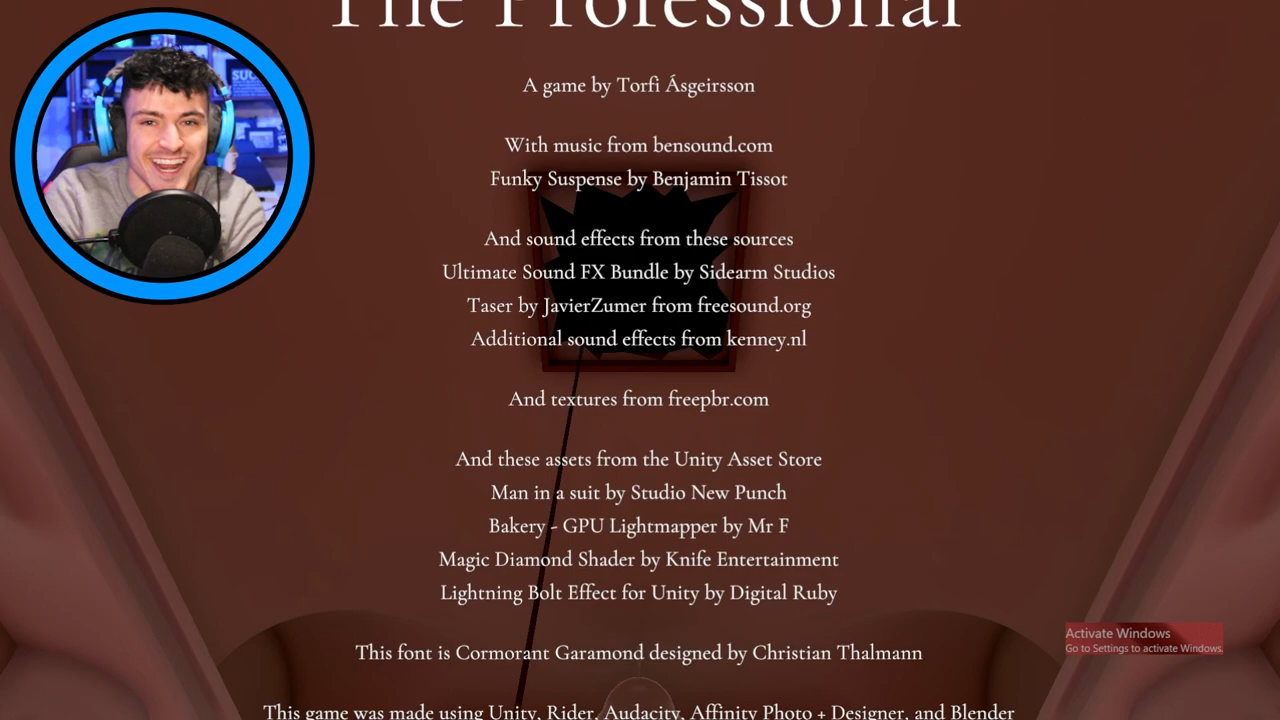 The Professional
A game by Torfi Ásgeirsson
With music from bensound.com
Funky Suspense by Benjamin Tissot
And sound effects from these sources
Ultimate Sound FX Bundle by Sidearm Studios
Taser by JavierZumer from freesound.org
Additional sound effects from kenney.nl
And textures from freepbr.com
And these assets from the Unity Asset Store
Man in a suit by Studio New Punch
Bakery - GPU Lightmapper by Mr F
Magic Diamond Shader by Knife Entertainment
Lightning Bolt Effect for Unity by Digital Ruby
This font is Cormorant Garamond designed by Christian Thalmann
This game was made using Unity, Rider, Audacity, Affinity Photo + Designer, and Blender
Activate Windows
Go to Settings to activate Windows.